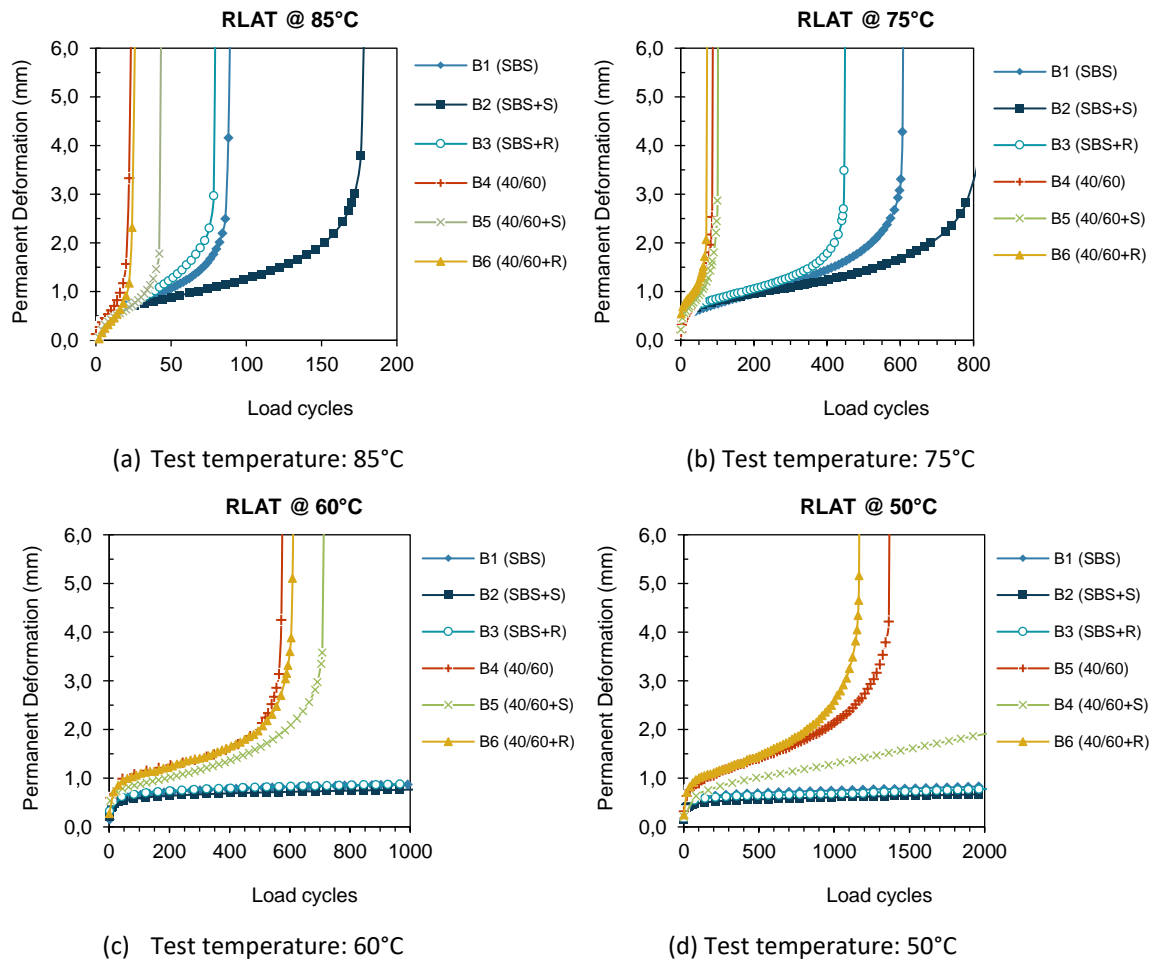 RLAT @ 85°C
Permanent Deformation (mm)
6,0
5,0
4,0
3,0
2,0
1,0
0,0
0 50 100 150 200
Load cycles
B1 (SBS)
B2 (SBS+S)
B3 (SBS+R)
B4 (40/60)
B5 (40/60+S)
B6 (40/60+R)
(a) Test temperature: 85°C
RLAT @ 75°C
Permanent Deformation (mm)
6,0
5,0
4,0
3,0
2,0
1,0
0,0
0 200 400 600 800
Load cycles
B1 (SBS)
B2 (SBS+S)
B3 (SBS+R)
B4 (40/60)
B5 (40/60+S)
B6 (40/60+R)
(b) Test temperature: 75°C
RLAT @ 60°C
Permanent Deformation (mm)
6,0
5,0
4,0
3,0
2,0
1,0
0,0
0 200 400 600 800 1000
Load cycles
B1 (SBS)
B2 (SBS+S)
B3 (SBS+R)
B4 (40/60)
B5 (40/60+S)
B6 (40/60+R)
(c) Test temperature: 60°C
RLAT @ 50°C
Permanent Deformation (mm)
6,0
5,0
4,0
3,0
2,0
1,0
0,0
0 500 1000 1500 2000
Load cycles
B1 (SBS)
B2 (SBS+S)
B3 (SBS+R)
B5 (40/60)
B4 (40/60+S)
B6 (40/60+R)
(d) Test temperature: 50°C